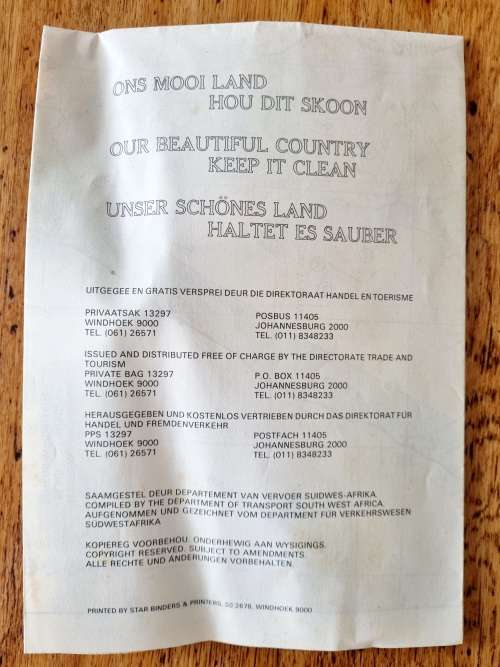 ONS MOOI LAND
HOU DIT SKOON
OUR BEAUTIFUL COUNTRY
KEEP IT CLEAN
UNSER SCHÖNES LAND
HALTET ES SAUBER
UITGEGEE EN GRATIS VERSPREI DEUR DIE DIREKTORAAT HANDEL EN TOERISME
PRIVAATSAK 13297 POSBUS 11405
WINDHOEK 9000 JOHANNESBURG 2000
TEL. (061) 26571 TEL. (011) 8348233
ISSUED AND DISTRIBUTED FREE OF CHARGE BY THE DIRECTORATE TRADE AND
TOURISM
PRIVATE BAG 13297 P.O. BOX 11405
WINDHOEK 9000 JOHANNESBURG 2000
TEL. (061) 26571 TEL. (011) 8348233
HERAUSGEGEBEN UND KOSTENLOS VERTRIEBEN DURCH DAS DIREKTORAT FÜR
HANDEL UND FREMDENVERKEHR
PPS 13297 POSTFACH 11405
WINDHOEK 9000 JOHANNESBURG 2000
TEL. (061) 26571 TEL. (011) 8348233
SAAMGESTEL DEUR DEPARTEMENT VAN VERVOER SUIDWES-AFRIKA.
COMPILED BY THE DEPARTMENT OF TRANSPORT SOUTH WEST AFRICA.
AUFGENOMMEN UND GEZEICHNET VOM DEPARTMENT FÜR VERKEHRSWESEN
SÜDWESTAFRIKA
KOPIEREG VOORBEHOU. ONDERHEWIG AAN WYSIGINGS.
COPYRIGHT RESERVED. SUBJECT TO AMENDMENTS.
ALLE RECHTE UND ÄNDERUNGEN VORBEHALTEN.
PRINTED BY STAR BINDERS & PRINTERS, 2678, WINDHOEK 9000